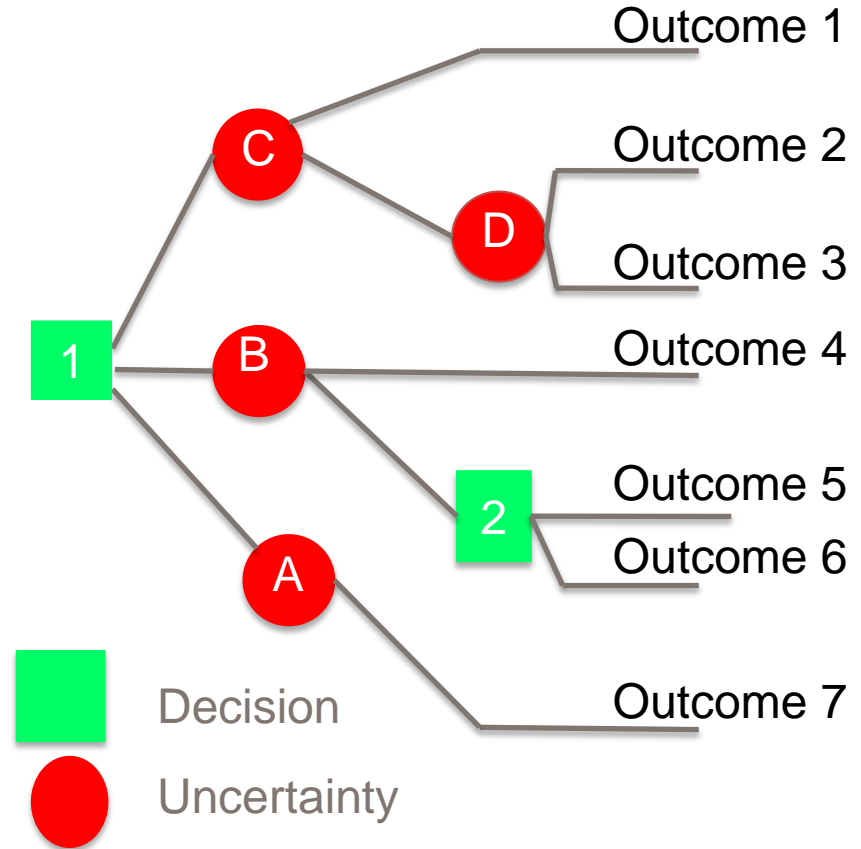 Outcome 1
C
Outcome 2
D
Outcome 3
1
B
Outcome 4
2
Outcome 5
Outcome 6
A
Outcome 7
Decision
Uncertainty